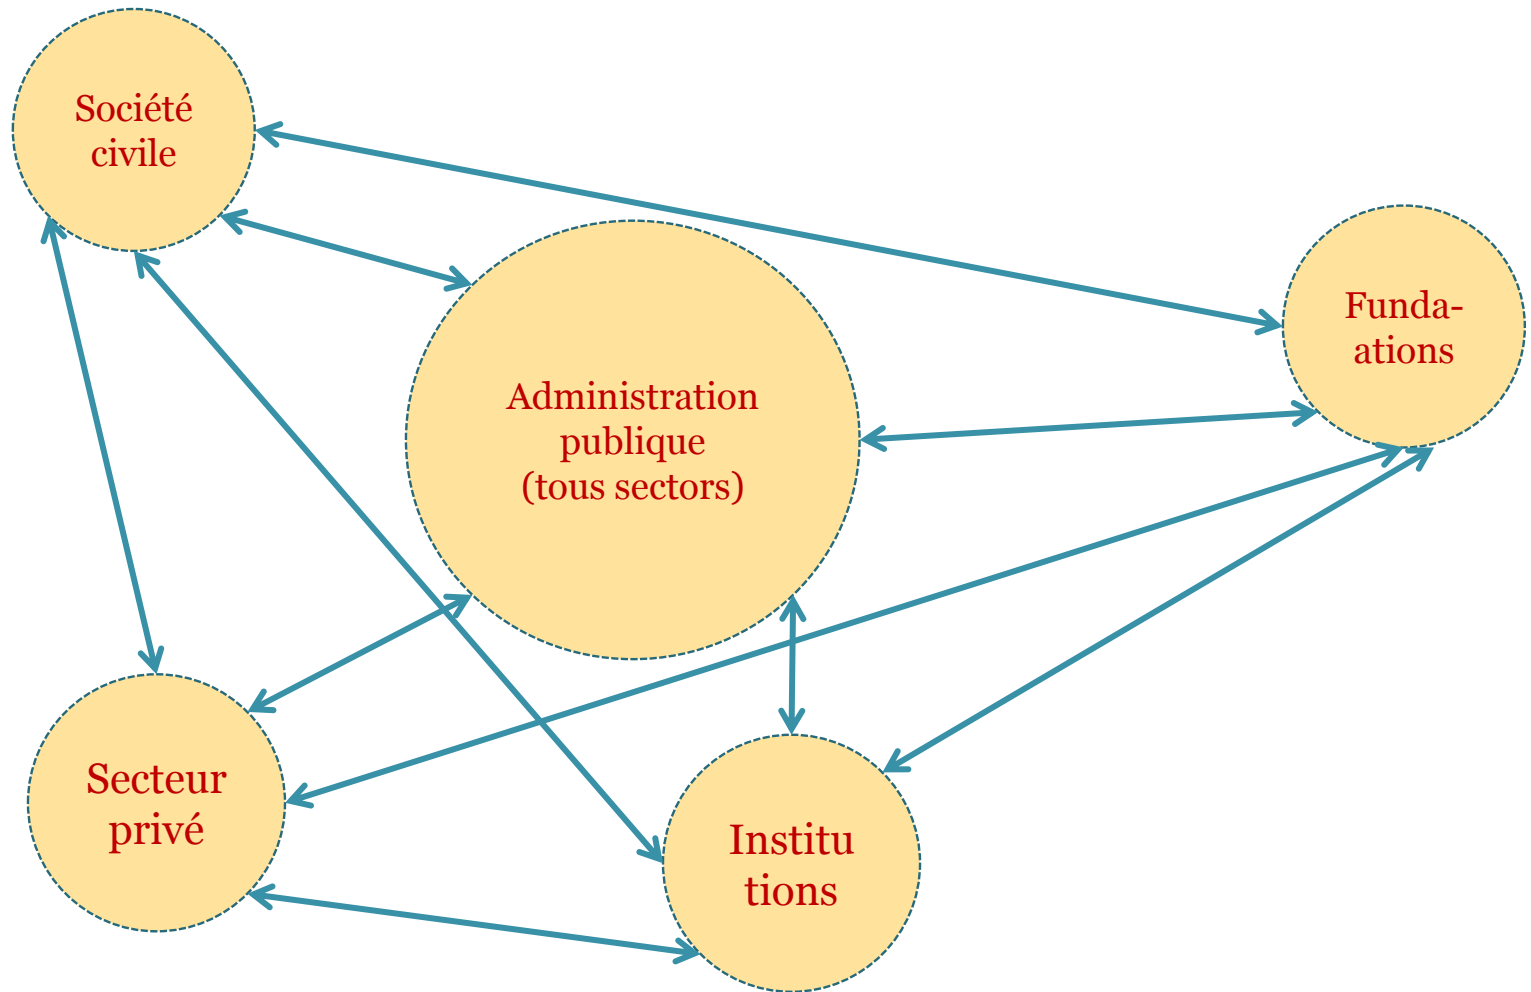 Société
civile
Funda-
ations
Administration
publique
(tous sectors)
Secteur
privé
Institu
tions